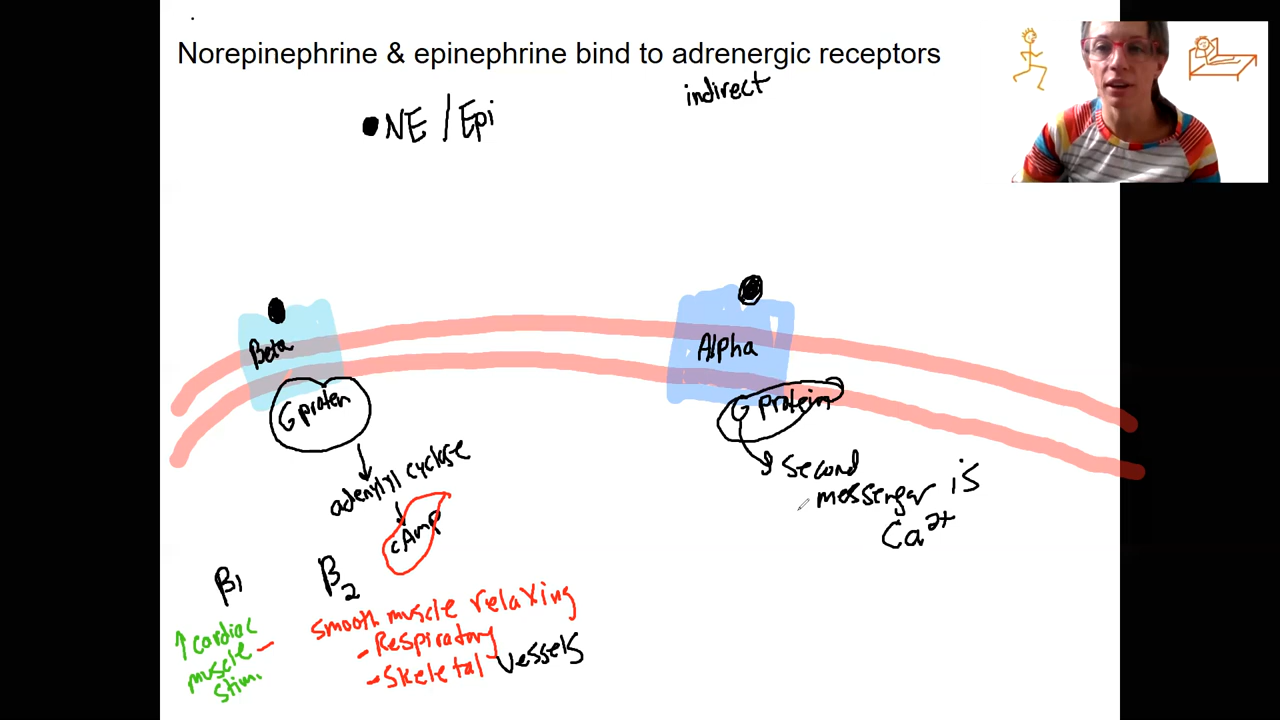 Norepinephrine & epinephrine bind to adrenergic receptors
indirect
NE / Epi
Beta
Alpha
G proten
G protein
adenylyl cyclase
cAmp
Second
messenger is
Ca2+
β1
β2
↑ cardiac
muscle
stim.
smooth muscle relaxing
- Respiratory
- Skeletal vessels